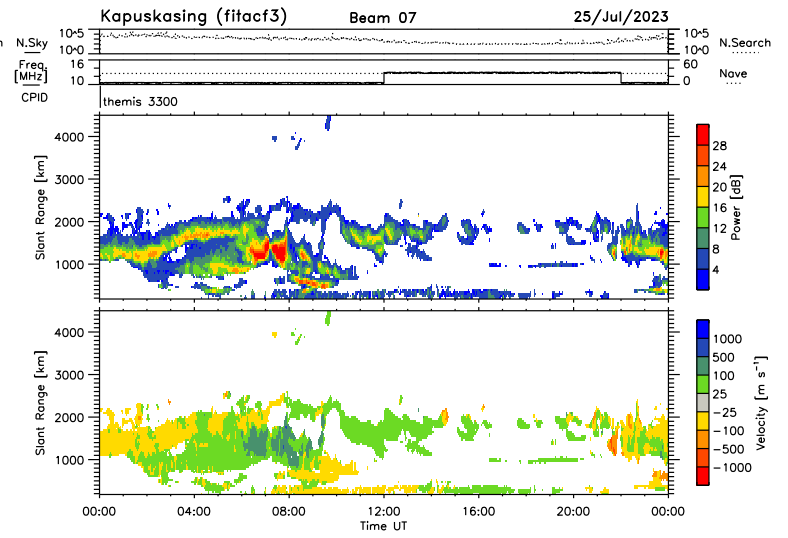 Kapuskasing (fitacf3) Beam 07 25/Jul/2023
N.Sky 10^5 10^5 N.Search
10^0 10^0
Freq. 16 60 Nave
[MHz] 10 0
CPID themis 3300
Slant Range [km]
4000
3000
2000
1000
Power [dB]
28
24
20
16
12
8
4
Slant Range [km]
4000
3000
2000
1000
Velocity [m s⁻¹]
1000
500
100
25
-25
-100
-500
-1000
00:00 04:00 08:00 12:00 16:00 20:00 00:00
Time UT